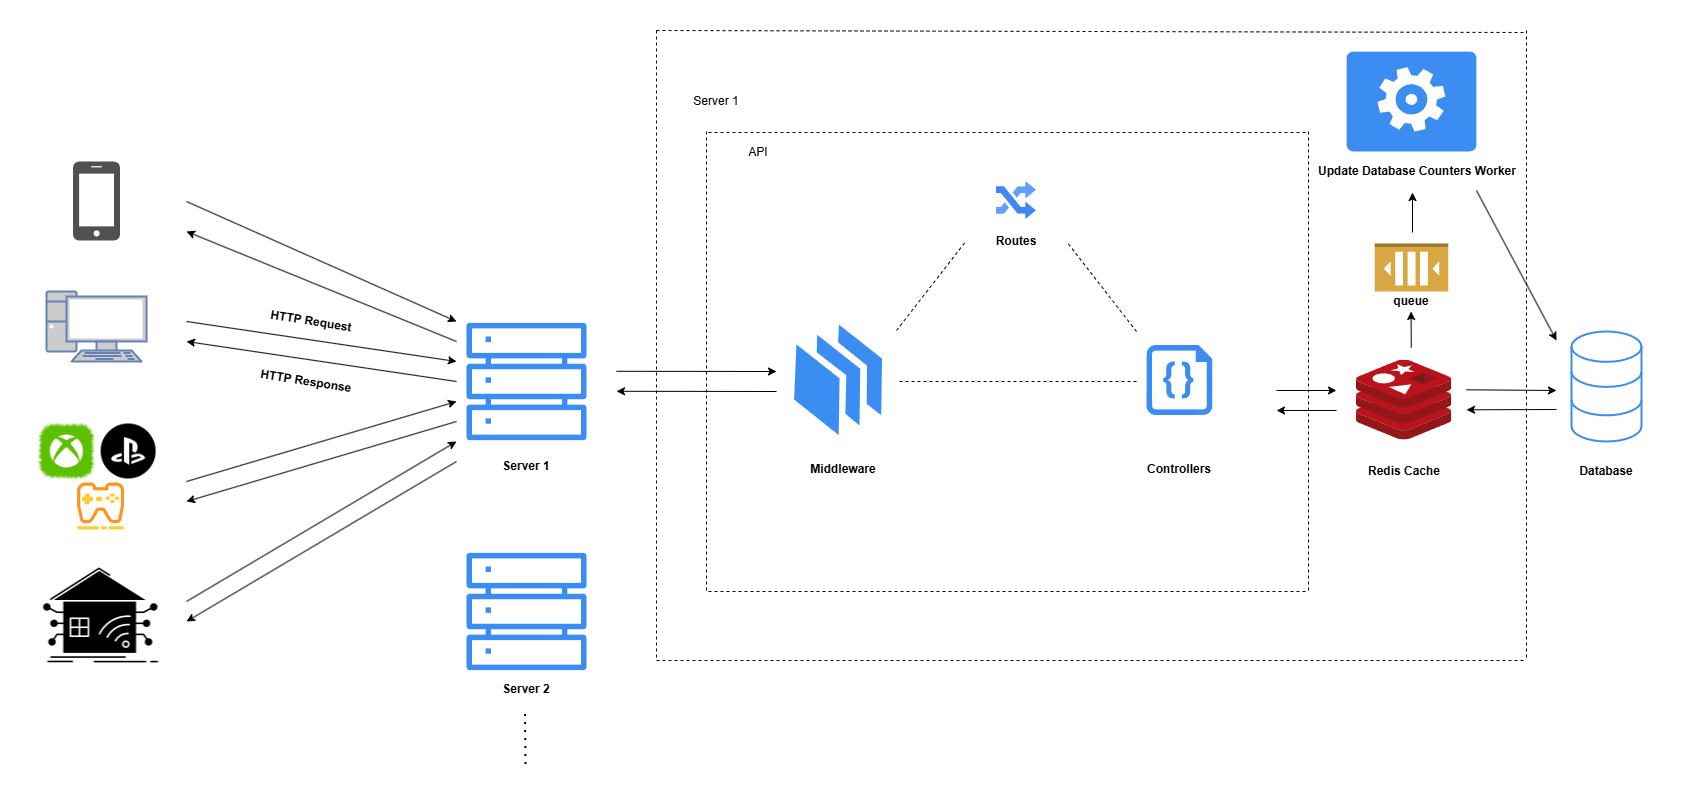 Server 1
API
Update Database Counters Worker
Routes
queue
HTTP Request
HTTP Response
Server 1
Middleware
Controllers
Redis Cache
Database
Server 2